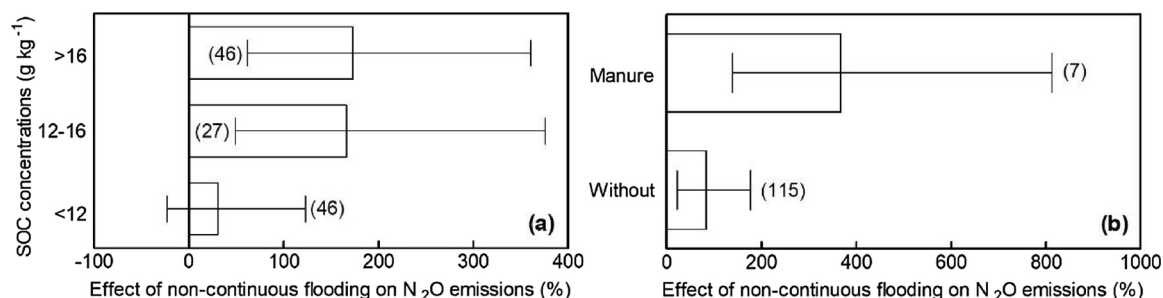 SOC concentrations (g kg⁻¹)
>16
(46)
12-16
(27)
<12
(46)
(a)
-100 0 100 200 300 400
Effect of non-continuous flooding on N₂O emissions (%)
Manure
(7)
Without
(115)
(b)
0 200 400 600 800 1000
Effect of non-continuous flooding on N₂O emissions (%)